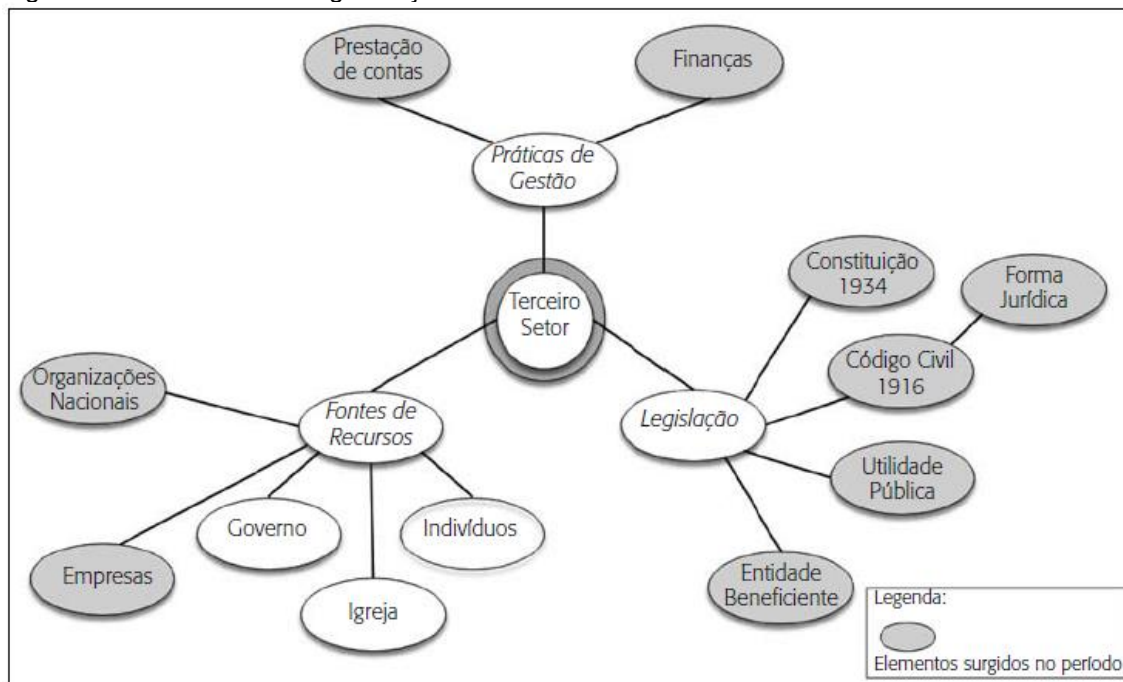 Prestação
de contas
Finanças
Práticas de
Gestão
Terceiro
Setor
Constituição
1934
Forma
Jurídica
Código Civil
1916
Organizações
Nacionais
Fontes de
Recursos
Legislação
Utilidade
Pública
Governo
Indivíduos
Empresas
Igreja
Entidade
Beneficiente
Legenda:
Elementos surgidos no período